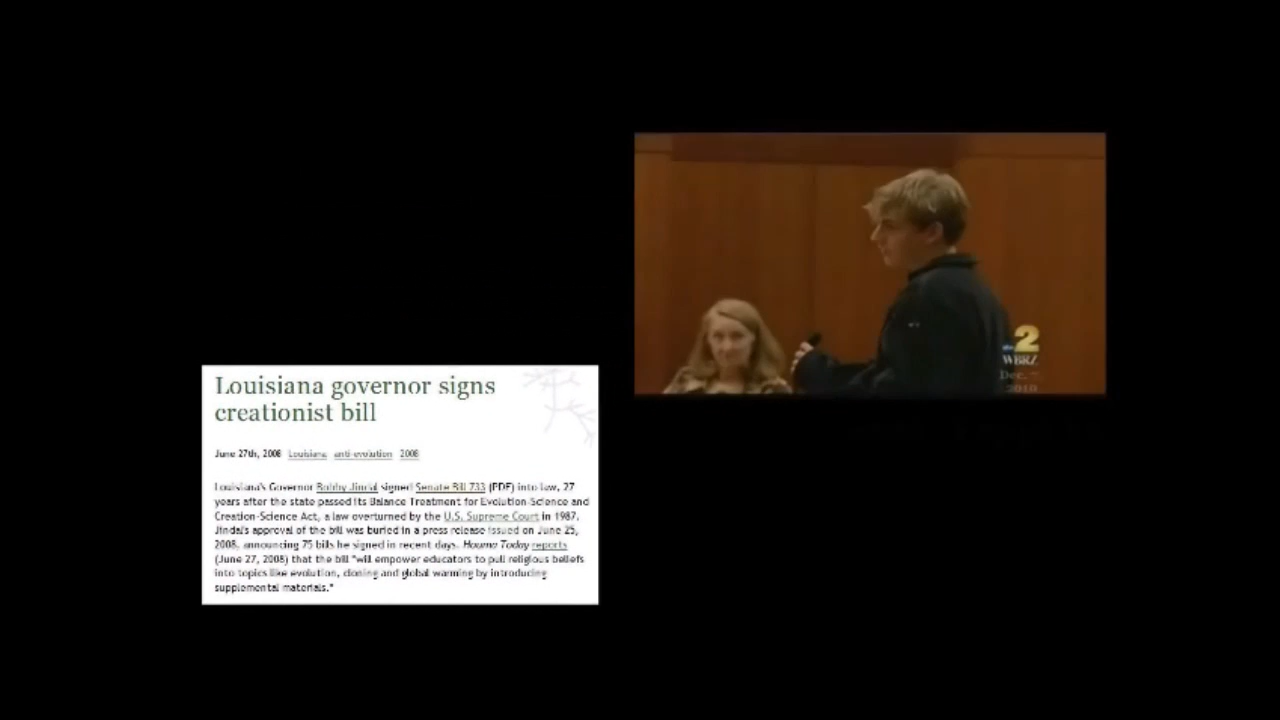 Louisiana governor signs
creationist bill
June 27th, 2008 Louisiana anti-evolution 2008
Louisiana's Governor Bobby Jindal signed Senate Bill 733 (PDF) into law, 27
years after the state passed its Balance Treatment for Evolution-Science and
Creation-Science Act, a law overturned by the U.S. Supreme Court in 1987.
Jindal's approval of the bill was buried in a press release issued on June 25,
2008, announcing 75 bills he signed in recent days. Houma Today reports
(June 27, 2008) that the bill "will empower educators to pull religious beliefs
into topics like evolution, cloning and global warming by introducing
supplemental materials."
2
WBRZ
Dec. 7
2010